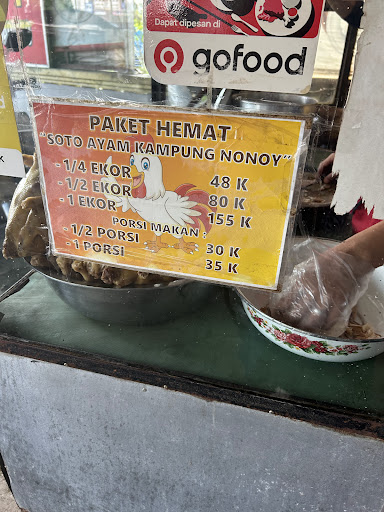 Dapat dipesan di
gofood
PAKET HEMAT
"SOTO AYAM KAMPUNG NONOY"
- 1/4 EKOR 48 K
- 1/2 EKOR 80 K
- 1 EKOR 155 K
PORSI MAKAN :
- 1/2 PORSI 30 K
- 1 PORSI 35 K